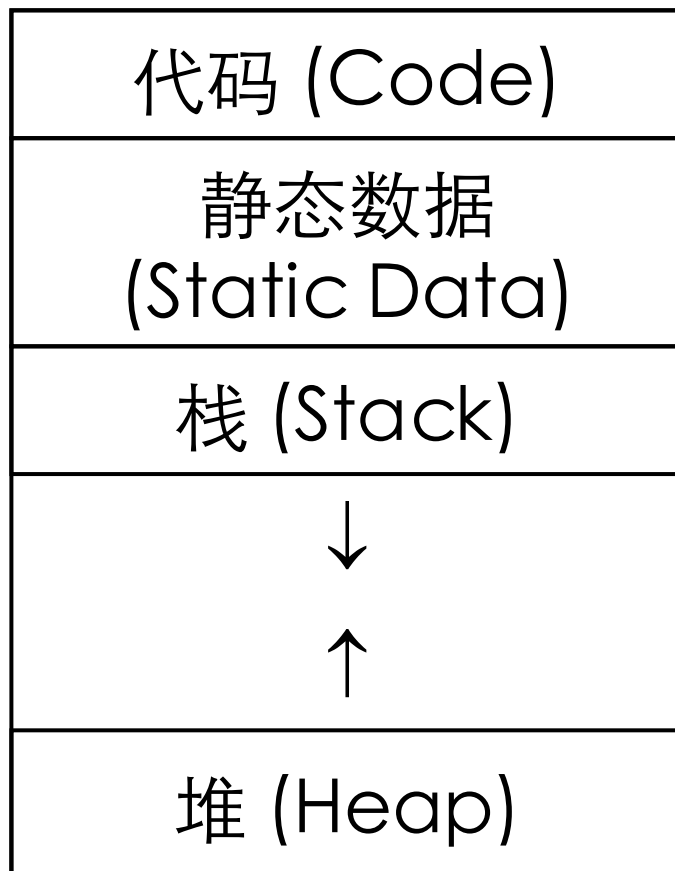 代码 (Code)
静态数据
(Static Data)
栈 (Stack)
↓
↑
堆 (Heap)